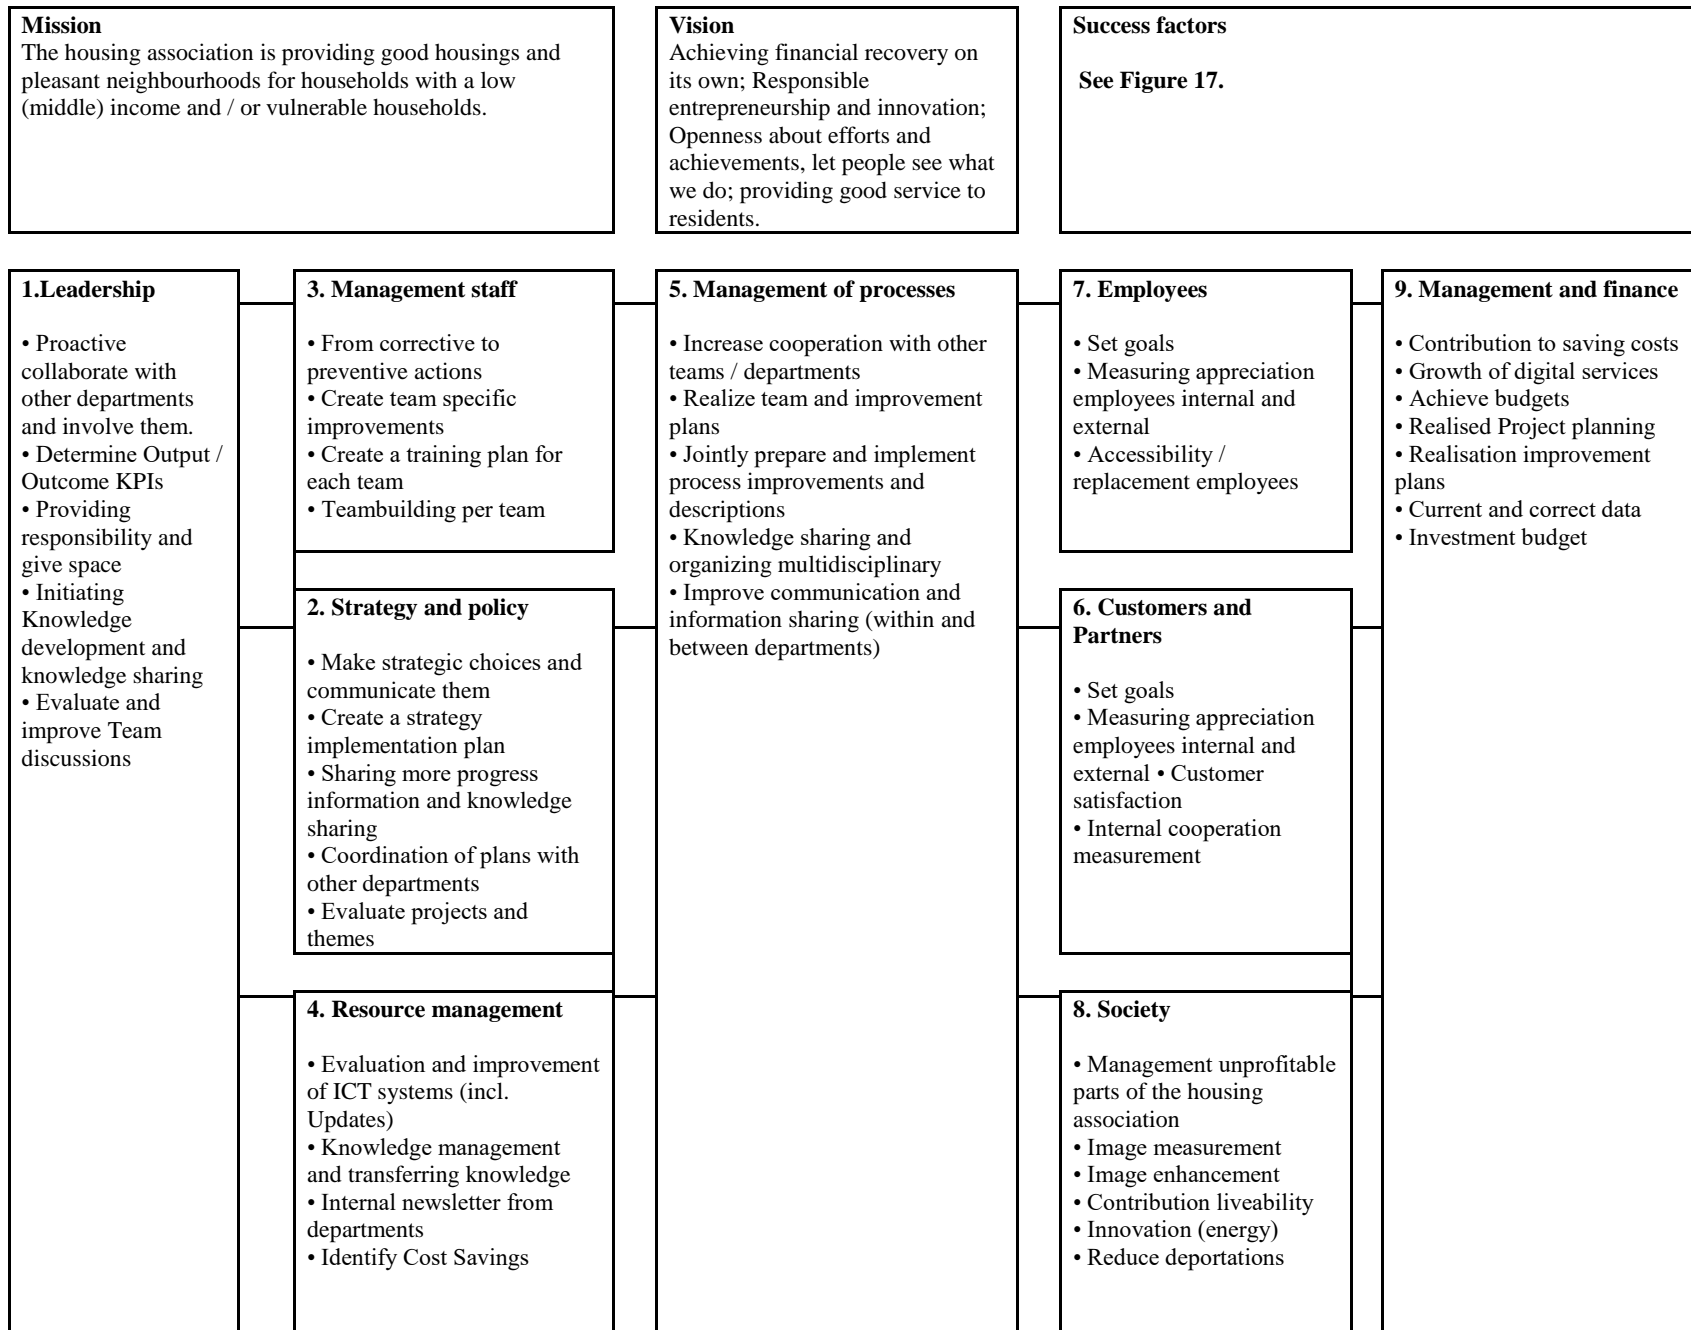 Mission
The housing association is providing good housings and
pleasant neighbourhoods for households with a low
(middle) income and / or vulnerable households.
Vision
Achieving financial recovery on
its own; Responsible
entrepreneurship and innovation;
Openness about efforts and
achievements, let people see what
we do; providing good service to
residents.
Success factors
See Figure 17.
1.Leadership
• Proactive
collaborate with
other departments
and involve them.
• Determine Output /
Outcome KPIs
• Providing
responsibility and
give space
• Initiating
Knowledge
development and
knowledge sharing
• Evaluate and
improve Team
discussions
3. Management staff
• From corrective to
preventive actions
• Create team specific
improvements
• Create a training plan for
each team
• Teambuilding per team
2. Strategy and policy
• Make strategic choices and
communicate them
• Create a strategy
implementation plan
• Sharing more progress
information and knowledge
sharing
• Coordination of plans with
other departments
• Evaluate projects and
themes
4. Resource management
• Evaluation and improvement
of ICT systems (incl.
Updates)
• Knowledge management
and transferring knowledge
• Internal newsletter from
departments
• Identify Cost Savings
5. Management of processes
• Increase cooperation with other
teams / departments
• Realize team and improvement
plans
• Jointly prepare and implement
process improvements and
descriptions
• Knowledge sharing and
organizing multidisciplinary
• Improve communication and
information sharing (within and
between departments)
7. Employees
• Set goals
• Measuring appreciation
employees internal and
external
• Accessibility /
replacement employees
6. Customers and
Partners
• Set goals
• Measuring appreciation
employees internal and
external • Customer
satisfaction
• Internal cooperation
measurement
8. Society
• Management unprofitable
parts of the housing
association
• Image measurement
• Image enhancement
• Contribution liveability
• Innovation (energy)
• Reduce deportations
9. Management and finance
• Contribution to saving costs
• Growth of digital services
• Achieve budgets
• Realised Project planning
• Realisation improvement
plans
• Current and correct data
• Investment budget